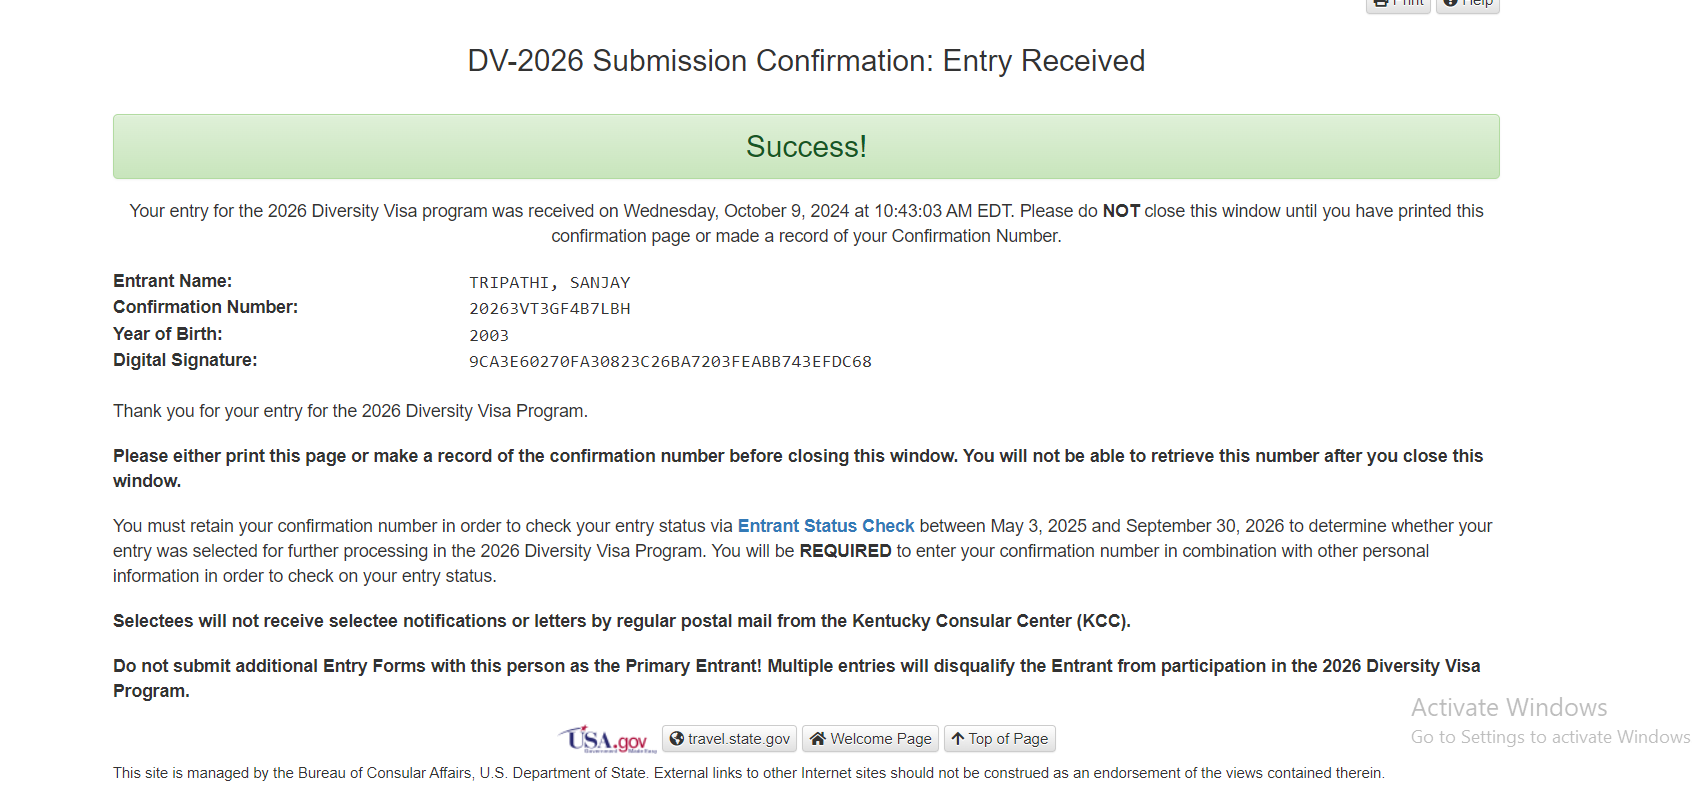 Print Help
DV-2026 Submission Confirmation: Entry Received
Success!
Your entry for the 2026 Diversity Visa program was received on Wednesday, October 9, 2024 at 10:43:03 AM EDT. Please do NOT close this window until you have printed this
confirmation page or made a record of your Confirmation Number.
Entrant Name: TRIPATHI, SANJAY
Confirmation Number: 20263VT3GF4B7LBH
Year of Birth: 2003
Digital Signature: 9CA3E60270FA30823C26BA7203FEABB743EFDC68
Thank you for your entry for the 2026 Diversity Visa Program.
Please either print this page or make a record of the confirmation number before closing this window. You will not be able to retrieve this number after you close this
window.
You must retain your confirmation number in order to check your entry status via Entrant Status Check between May 3, 2025 and September 30, 2026 to determine whether your
entry was selected for further processing in the 2026 Diversity Visa Program. You will be REQUIRED to enter your confirmation number in combination with other personal
information in order to check on your entry status.
Selectees will not receive selectee notifications or letters by regular postal mail from the Kentucky Consular Center (KCC).
Do not submit additional Entry Forms with this person as the Primary Entrant! Multiple entries will disqualify the Entrant from participation in the 2026 Diversity Visa
Program.
Activate Windows
Go to Settings to activate Windows
USA.gov travel.state.gov Welcome Page Top of Page
This site is managed by the Bureau of Consular Affairs, U.S. Department of State. External links to other Internet sites should not be construed as an endorsement of the views contained therein.